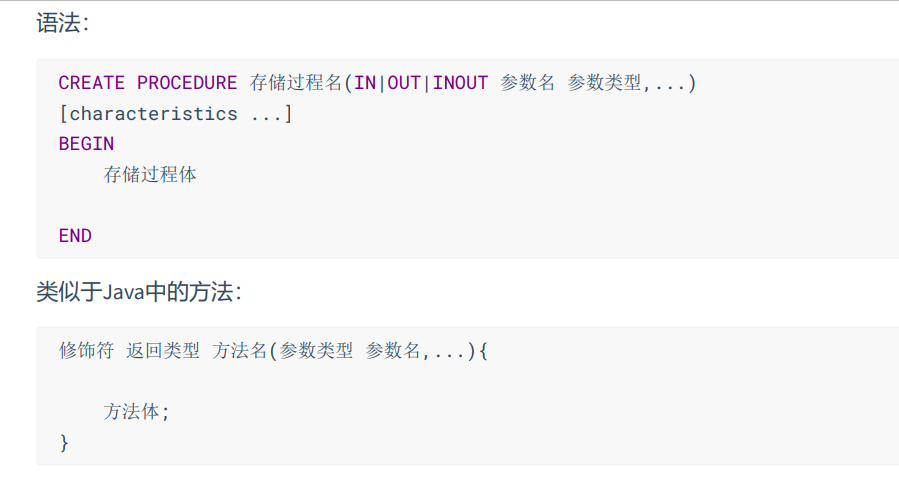 语法：
CREATE PROCEDURE 存储过程名(IN|OUT|INOUT 参数名 参数类型,...)
[characteristics ...]
BEGIN
存储过程体
END
类似于Java中的方法：
修饰符 返回类型 方法名(参数类型 参数名,...){
方法体;
}